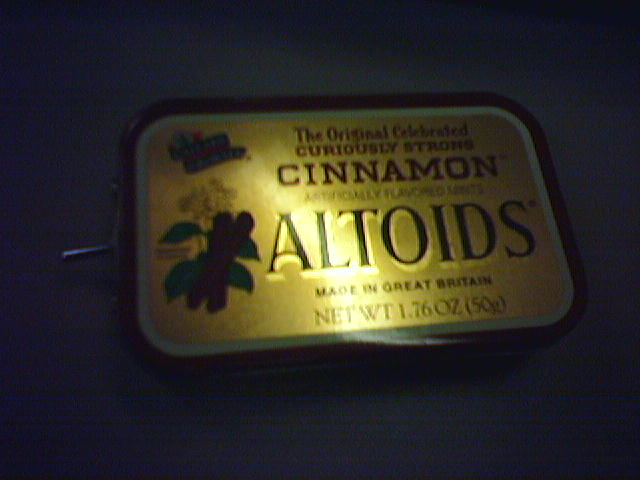 The Original Celebrated
CURIOUSLY STRONG
CINNAMON™
ARTIFICIALLY FLAVORED MINTS
ALTOIDS®
MADE IN GREAT BRITAIN
NET WT 1.76 OZ (50g)